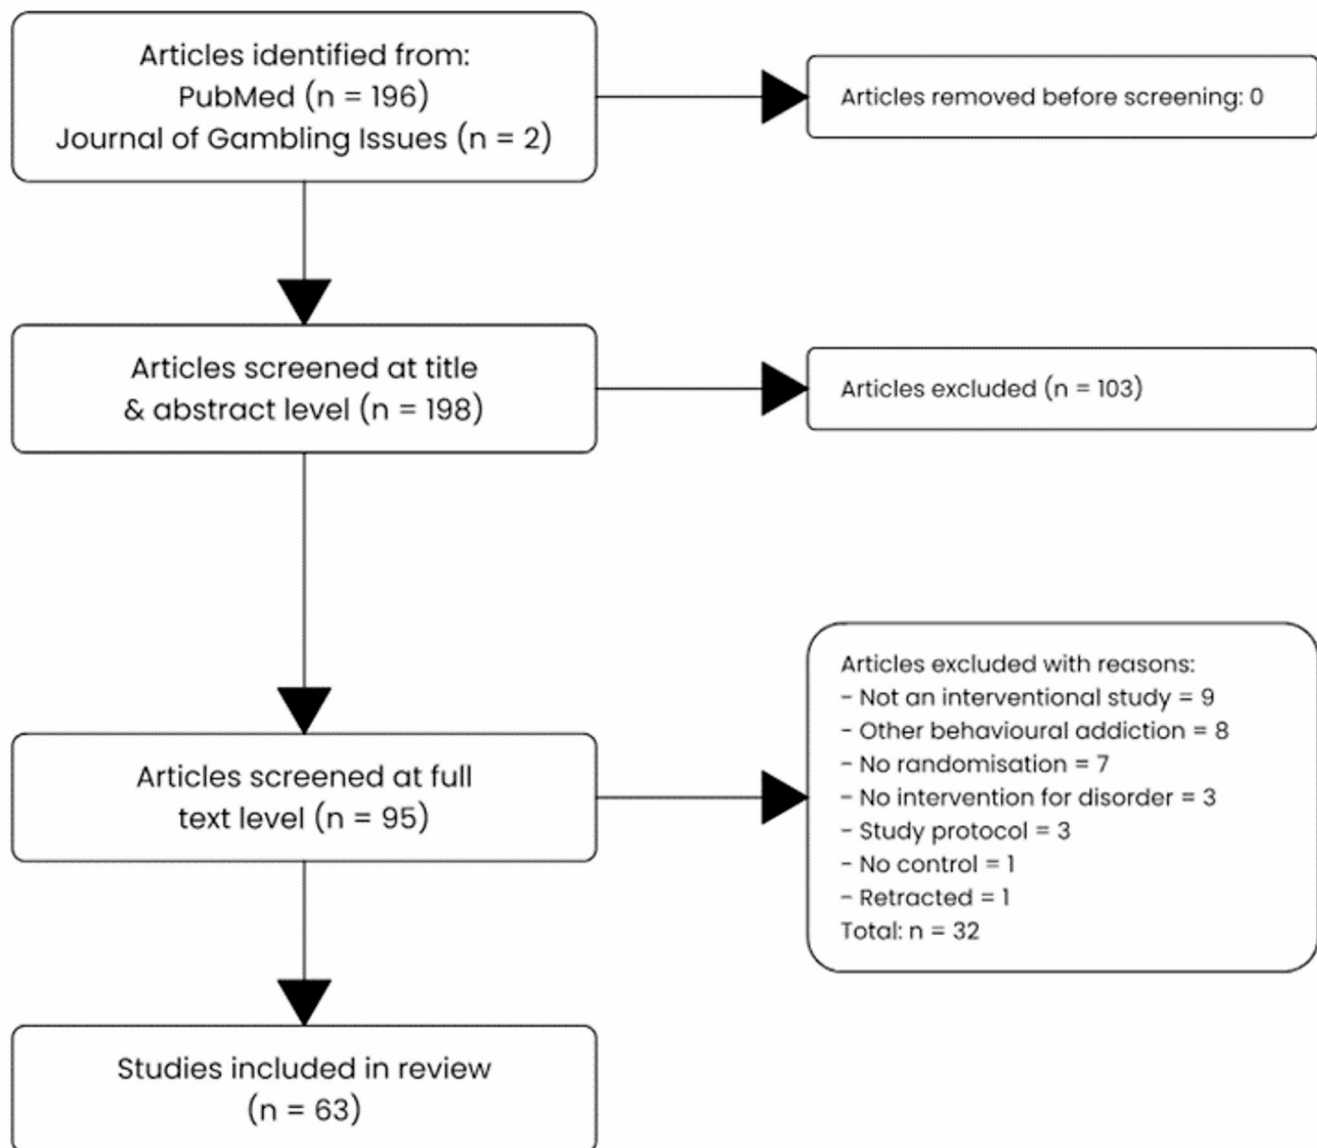 Articles identified from:
PubMed (n = 196)
Journal of Gambling Issues (n = 2)
Articles removed before screening: 0
Articles screened at title
& abstract level (n = 198)
Articles excluded (n = 103)
Articles screened at full
text level (n = 95)
Articles excluded with reasons:
- Not an interventional study = 9
- Other behavioural addiction = 8
- No randomisation = 7
- No intervention for disorder = 3
- Study protocol = 3
- No control = 1
- Retracted = 1
Total: n = 32
Studies included in review
(n = 63)